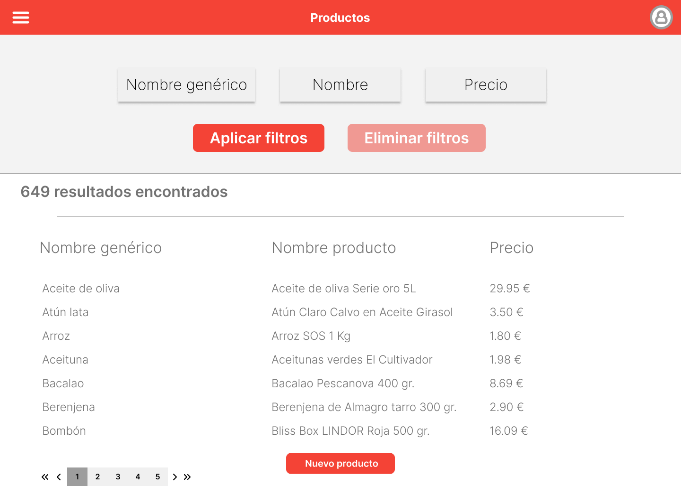 Productos
Nombre genérico Nombre Precio
Aplicar filtros Eliminar filtros
649 resultados encontrados
Nombre genérico Nombre producto Precio
Aceite de oliva Aceite de oliva Serie oro 5L 29.95 €
Atún lata Atún Claro Calvo en Aceite Girasol 3.50 €
Arroz Arroz SOS 1 Kg 1.80 €
Aceituna Aceitunas verdes El Cultivador 1.98 €
Bacalao Bacalao Pescanova 400 gr. 8.69 €
Berenjena Berenjena de Almagro tarro 300 gr. 2.90 €
Bombón Bliss Box LINDOR Roja 500 gr. 16.09 €
Nuevo producto
« ‹ 1 2 3 4 5 › »